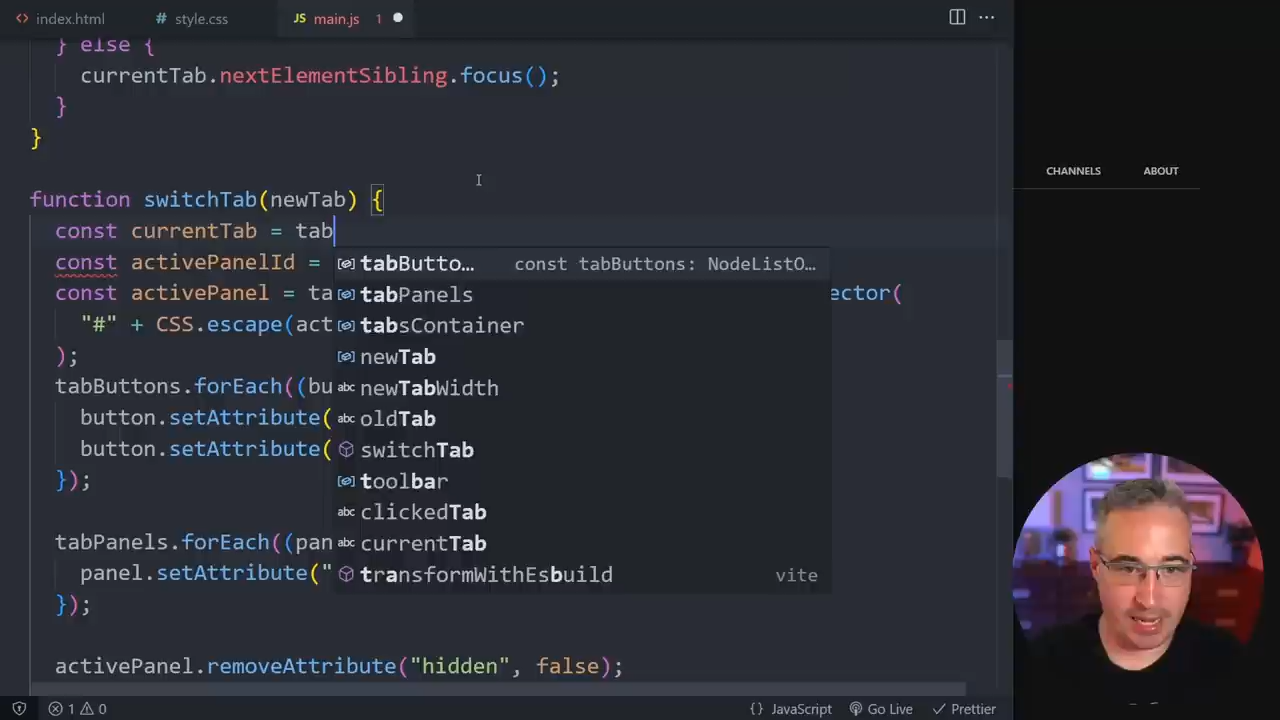 index.html
style.css
main.js 1
} else {
currentTab.nextElementSibling.focus();
}
}
CHANNELS
ABOUT
function switchTab(newTab) {
const currentTab = tab
const activePanelId =
const activePanel = ta
ector(
"#" + CSS.escape(act
);
tabButtons.forEach((bu
button.setAttribute(
button.setAttribute(
});
tabPanels.forEach((pan
panel.setAttribute("
});
activePanel.removeAttribute("hidden", false);
tabButto… const tabButtons: NodeListO…
tabPanels
tabsContainer
newTab
newTabWidth
oldTab
switchTab
toolbar
clickedTab
currentTab
transformWithEsbuild vite
1 0
{} JavaScript
Go Live
Prettier